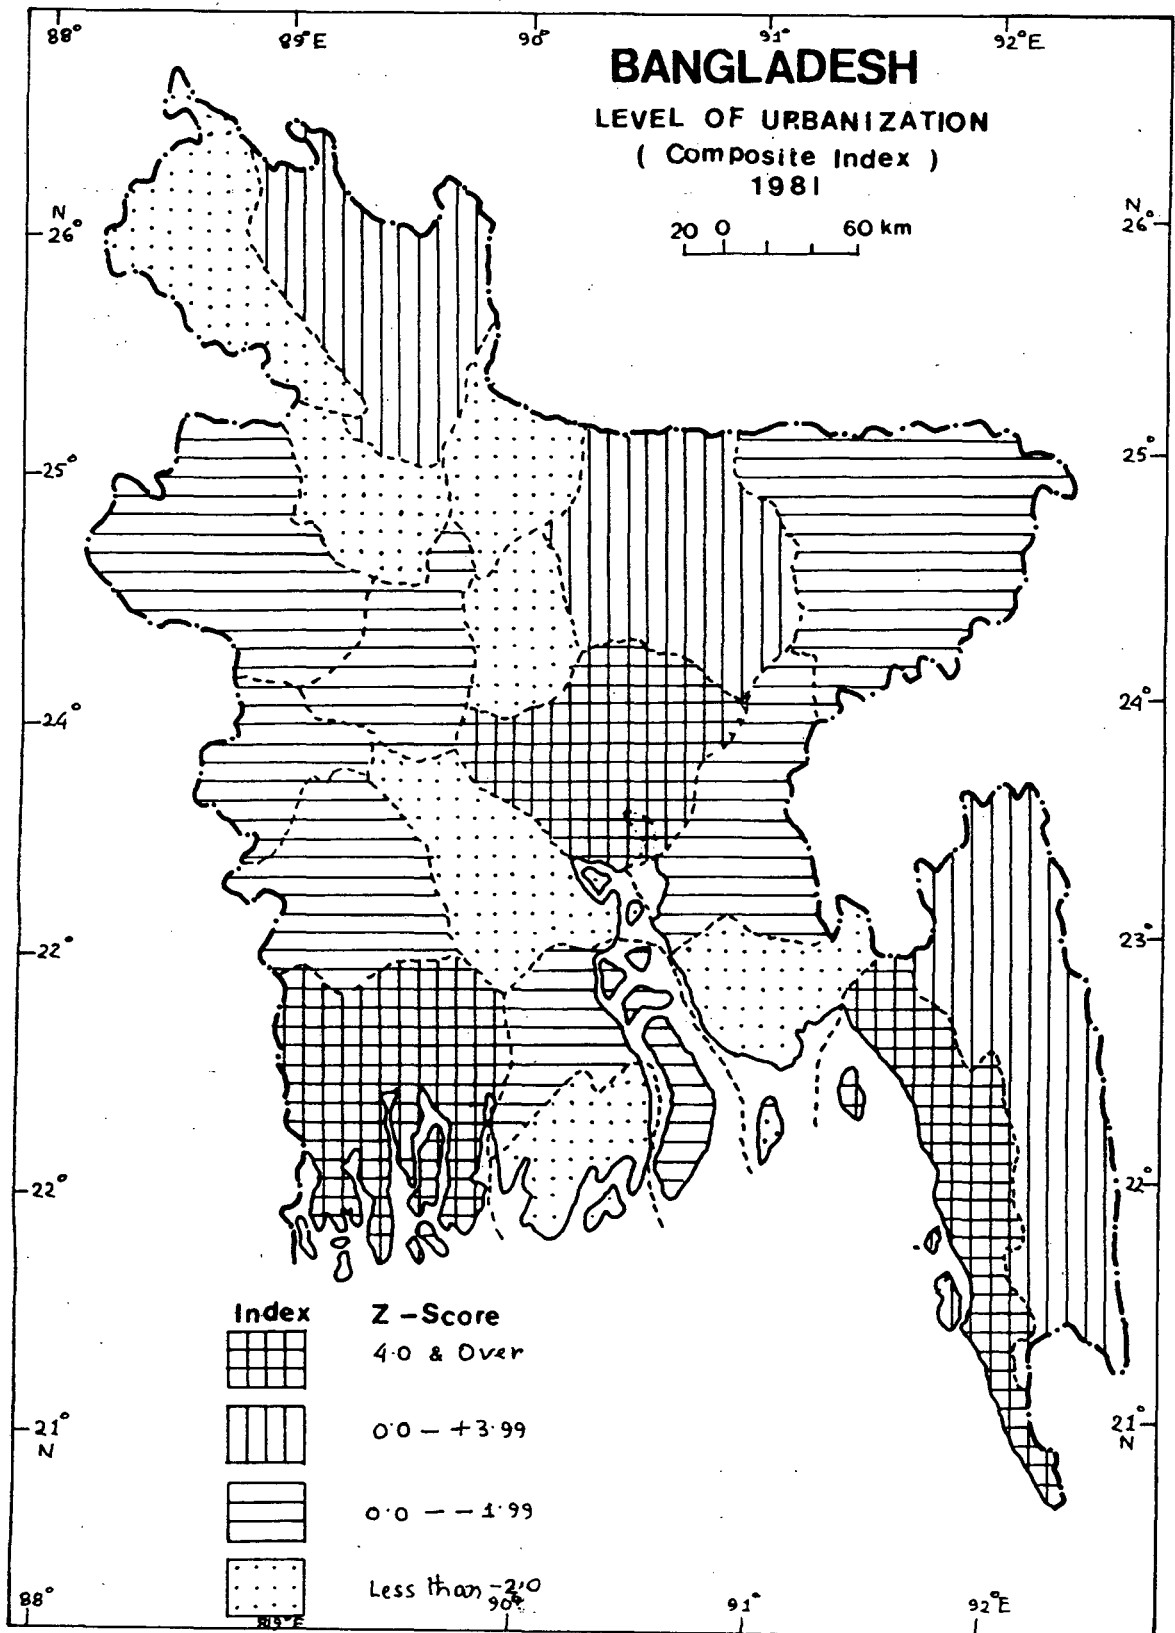 88° 89°E 90° 91° 92°E
BANGLADESH
LEVEL OF URBANIZATION
( Composite Index )
1981
20 0 60 km
N 26° N 26°
25° 25°
24° 24°
22° 23°
22° 22°
21° N 21° N
Index Z-Score
4.0 & Over
0.0 - +3.99
0.0 - -1.99
Less than -2.0
88° 89°E 90° 91° 92°E